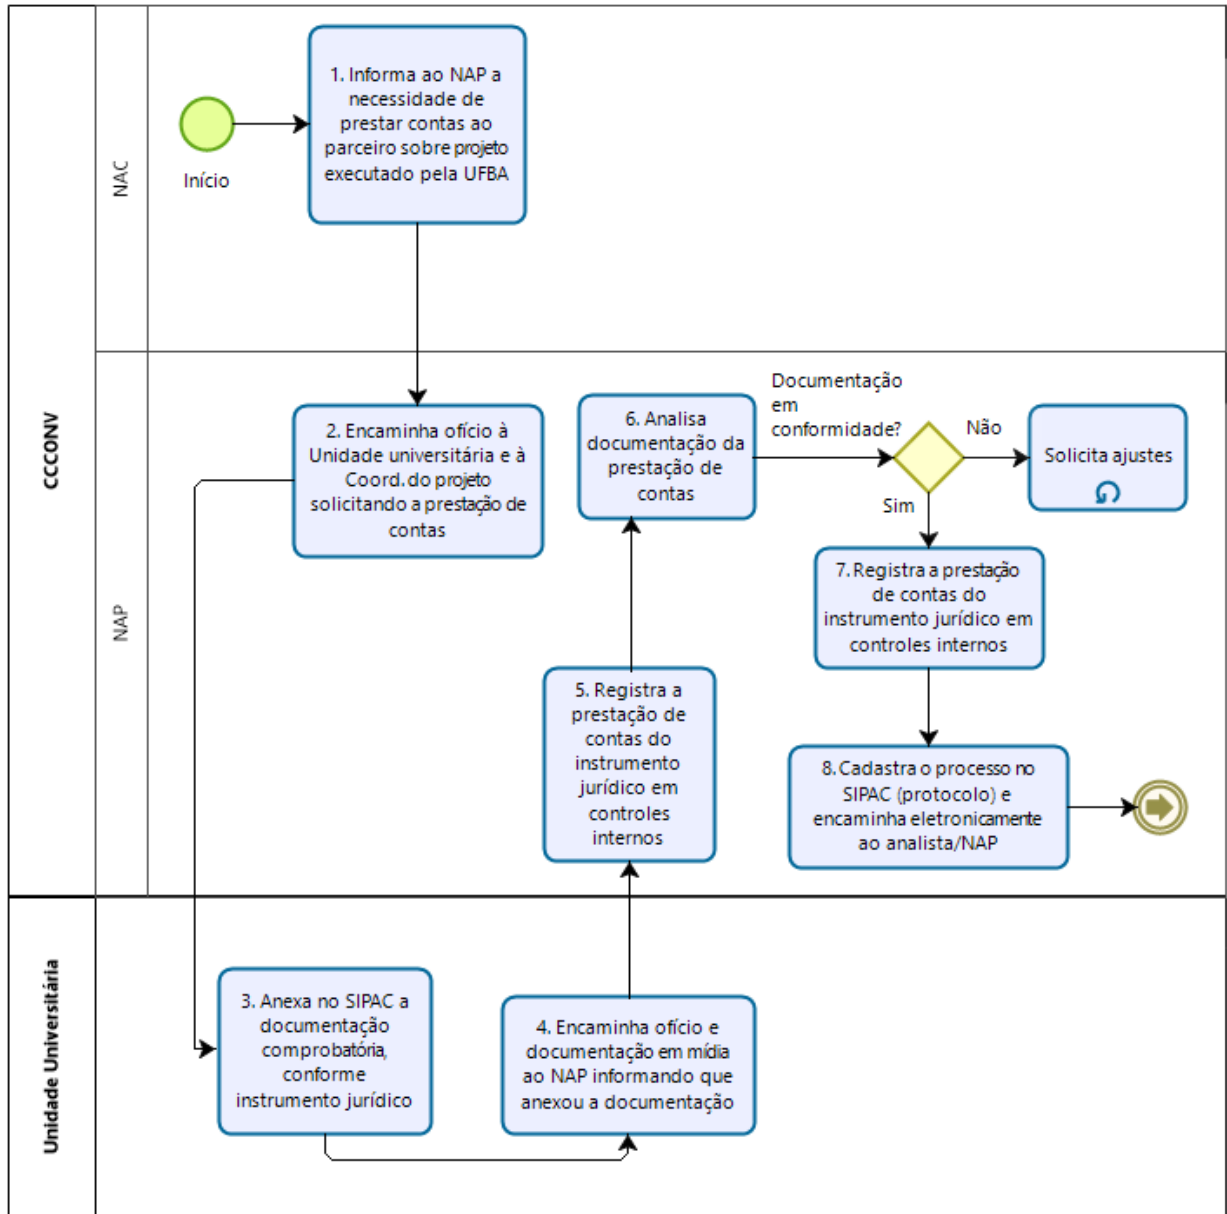 CCCONV
NAC
Início
1. Informa ao NAP a
necessidade de
prestar contas ao
parceiro sobre projeto
executado pela UFBA
NAP
2. Encaminha ofício à
Unidade universitária e à
Coord. do projeto
solicitando a prestação de
contas
6. Analisa
documentação da
prestação de
contas
Documentação
em
conformidade?
Não
Solicita ajustes
Sim
7. Registra a prestação
de contas do
instrumento jurídico em
controles internos
5. Registra a
prestação de
contas do
instrumento
jurídico em
controles
internos
8. Cadastra o processo no
SIPAC (protocolo) e
encaminha eletronicamente
ao analista/NAP
Unidade Universitária
3. Anexa no SIPAC a
documentação
comprobatória,
conforme
instrumento jurídico
4. Encaminha ofício e
documentação em mídia
ao NAP informando que
anexou a documentação